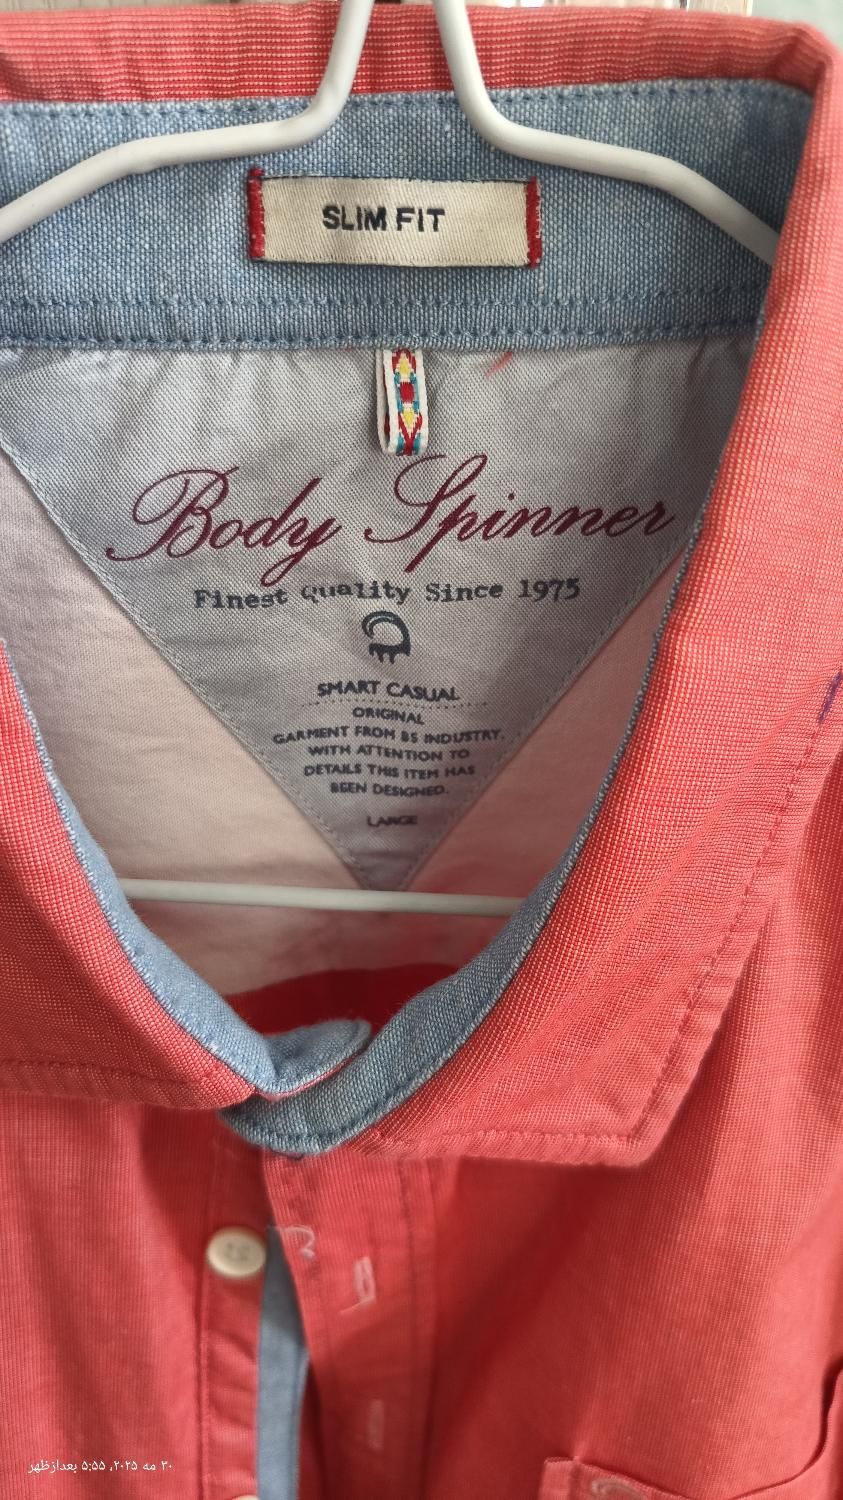 SLIM FIT
Body Spinner
Finest Quality Since 1975
SMART CASUAL
ORIGINAL
GARMENT FROM BS INDUSTRY.
WITH ATTENTION TO
DETAILS THIS ITEM HAS
BEEN DESIGNED.
LARGE
۳۰ مه ۲۰۲۵، ۵:۵۵ بعدازظهر